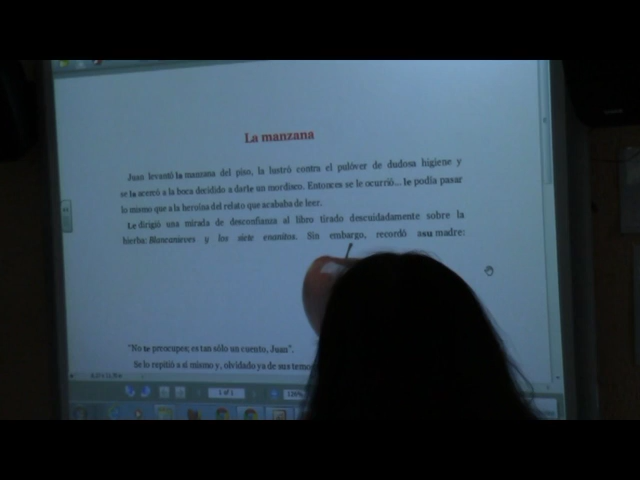 La manzana
Juan levantó la manzana del piso, la lustró contra el pulóver de dudosa higiene y
se la acercó a la boca decidido a darle un mordisco. Entonces se le ocurrió... le podía pasar
lo mismo que a la heroína del relato que acababa de leer.
Le dirigió una mirada de desconfianza al libro tirado descuidadamente sobre la
hierba: Blancanieves y los siete enanitos. Sin embargo, recordó a su madre:
"No te preocupes; es tan sólo un cuento, Juan".
Se lo repitió a sí mismo y, olvidado ya de sus
1 of 1